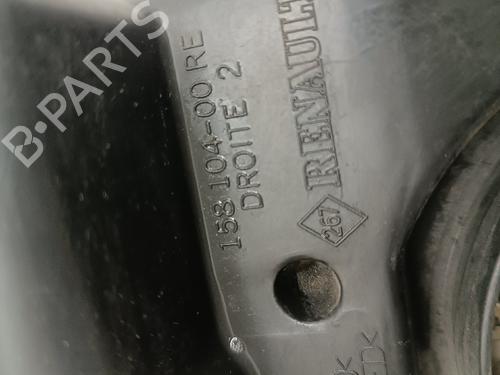 158 104-00 RE
DROITE 2
RENAULT
267
B-PARTS